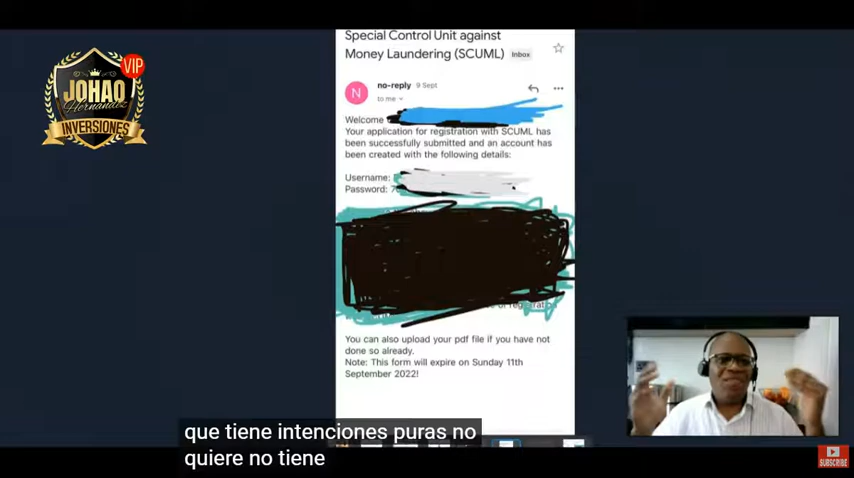 Special Control Unit against
Money Laundering (SCUML) Inbox
VIP
JOHAO
Hernandez
INVERSIONES
N
no-reply 9 Sept
to me
Welcome
Your application for registration with SCUML has
been successfully submitted and an account has
been created with the following details:
Username:
Password:
of registration
You can also upload your pdf file if you have not
done so already.
Note: This form will expire on Sunday 11th
September 2022!
que tiene intenciones puras no
quiere no tiene
SUBSCRIBE